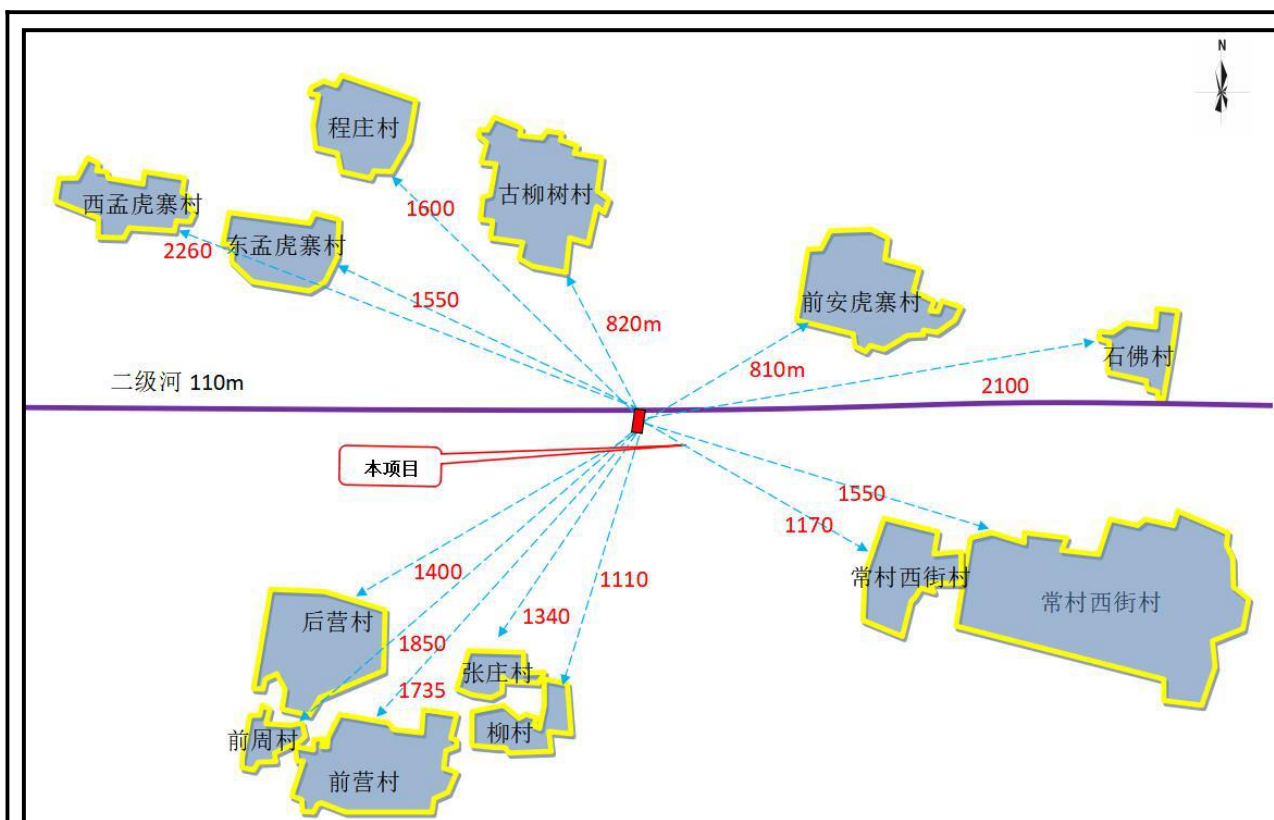 N
程庄村
古柳树村
西孟虎寨村
1600
东孟虎寨村
2260
前安虎寨村
1550
820m
810m
石佛村
二级河 110m
2100
本项目
1550
1170
1400
1110
常村西街村
常村西街村
后营村
1340
1850
张庄村
1735
前周村
柳村
前营村